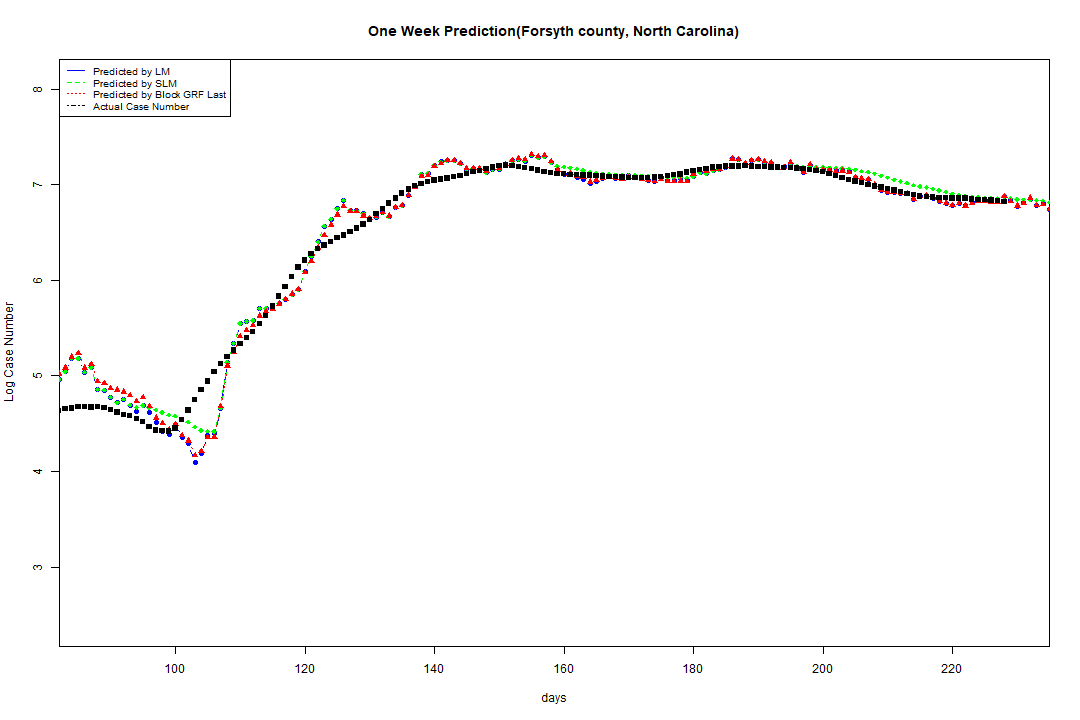 One Week Prediction(Forsyth county, North Carolina)
Predicted by LM
Predicted by SLM
Predicted by Block GRF Last
Actual Case Number
8
7
6
5
4
3
Log Case Number
100 120 140 160 180 200 220
days